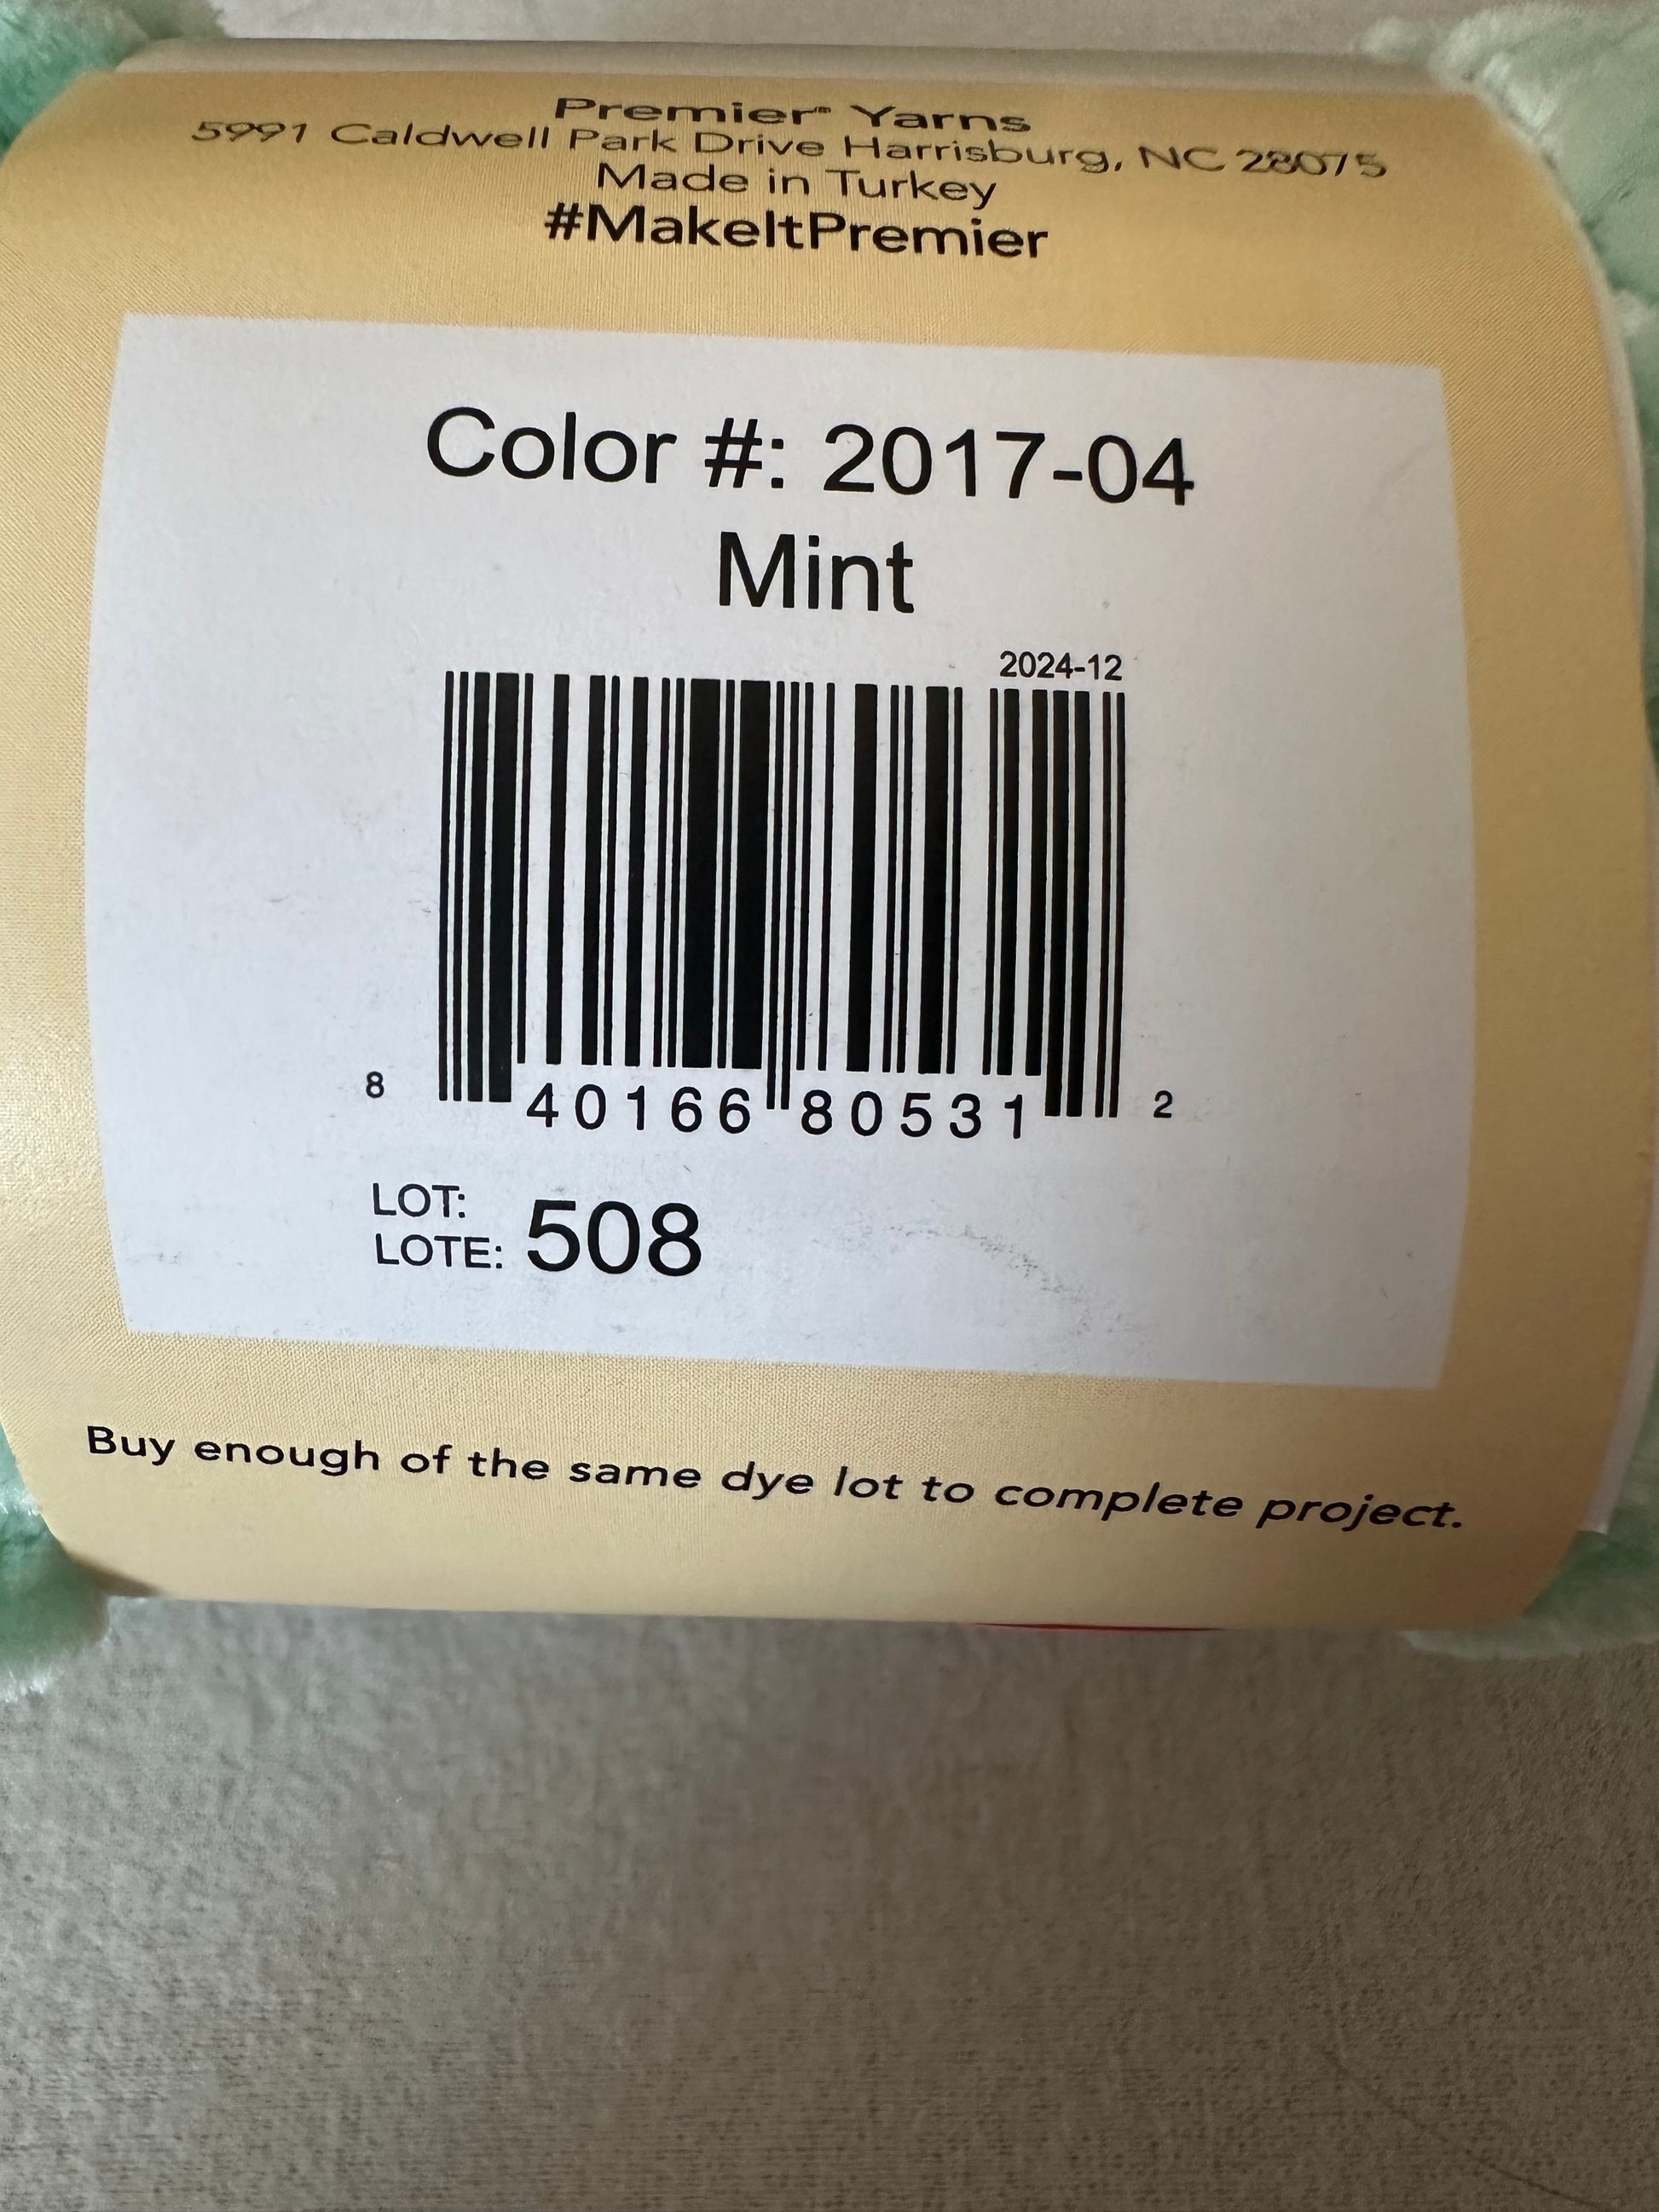 Premier® Yarns
5991 Caldwell Park Drive Harrisburg, NC 28075
Made in Turkey
#MakeItPremier
Color #: 2017-04
Mint
2024-12
8 40166 80531 2
LOT:
LOTE: 508
Buy enough of the same dye lot to complete project.